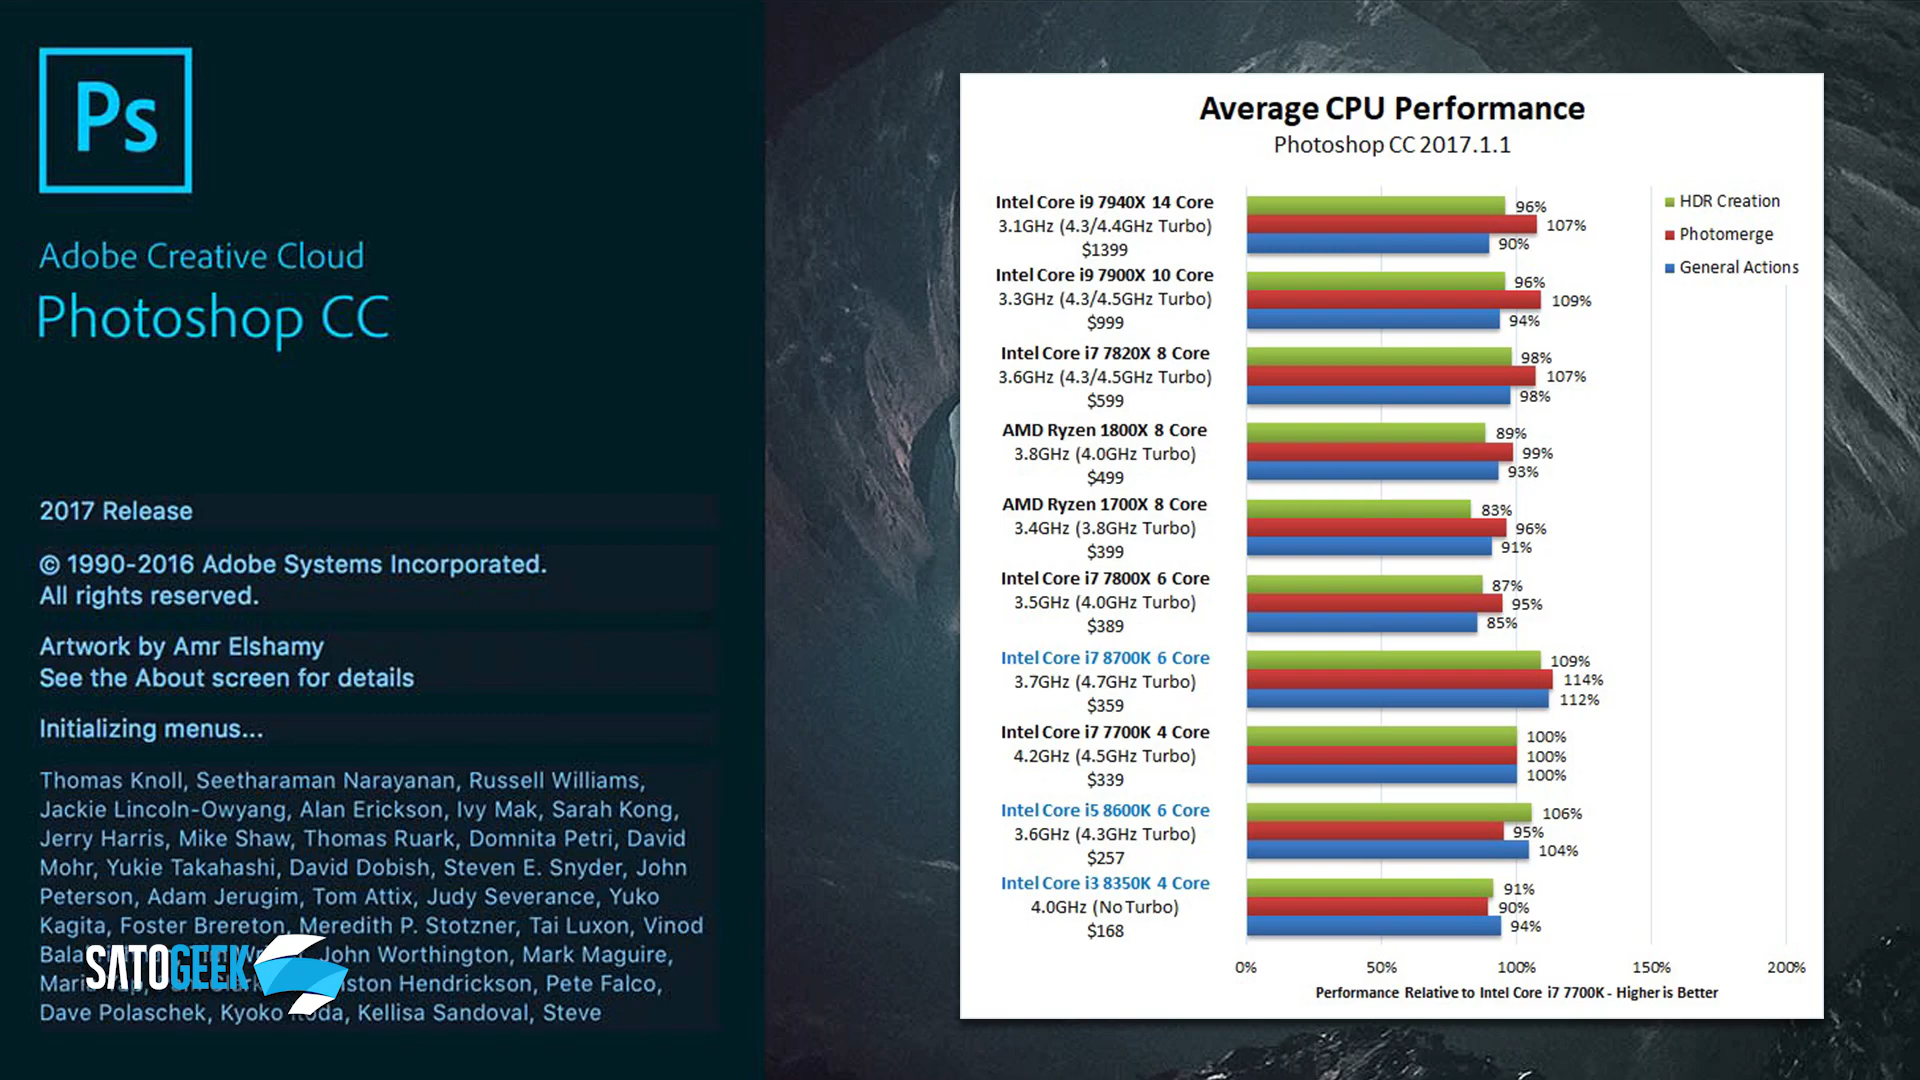 Ps
Adobe Creative Cloud
Photoshop CC
2017 Release
© 1990-2016 Adobe Systems Incorporated.
All rights reserved.
Artwork by Amr Elshamy
See the About screen for details
Initializing menus...
Thomas Knoll, Seetharaman Narayanan, Russell Williams,
Jackie Lincoln-Owyang, Alan Erickson, Ivy Mak, Sarah Kong,
Jerry Harris, Mike Shaw, Thomas Ruark, Domnita Petri, David
Mohr, Yukie Takahashi, David Dobish, Steven E. Snyder, John
Peterson, Adam Jerugim, Tom Attix, Judy Severance, Yuko
Kagita, Foster Brereton, Meredith P. Stotzner, Tai Luxon, Vinod
John Worthington, Mark Maguire,
Hendrickson, Pete Falco,
Dave Polaschek, Kyoko Kellisa Sandoval, Steve
SATOGEEK
Average CPU Performance
Photoshop CC 2017.1.1
HDR Creation
Photomerge
General Actions
Intel Core i9 7940X 14 Core
3.1GHz (4.3/4.4GHz Turbo)
$1399
96%
107%
90%
Intel Core i9 7900X 10 Core
3.3GHz (4.3/4.5GHz Turbo)
$999
96%
109%
94%
Intel Core i7 7820X 8 Core
3.6GHz (4.3/4.5GHz Turbo)
$599
98%
107%
98%
AMD Ryzen 1800X 8 Core
3.8GHz (4.0GHz Turbo)
$499
89%
99%
93%
AMD Ryzen 1700X 8 Core
3.4GHz (3.8GHz Turbo)
$399
83%
96%
91%
Intel Core i7 7800X 6 Core
3.5GHz (4.0GHz Turbo)
$389
87%
95%
85%
Intel Core i7 8700K 6 Core
3.7GHz (4.7GHz Turbo)
$359
109%
114%
112%
Intel Core i7 7700K 4 Core
4.2GHz (4.5GHz Turbo)
$339
100%
100%
100%
Intel Core i5 8600K 6 Core
3.6GHz (4.3GHz Turbo)
$257
106%
95%
104%
Intel Core i3 8350K 4 Core
4.0GHz (No Turbo)
$168
91%
90%
94%
0% 50% 100% 150% 200%
Performance Relative to Intel Core i7 7700K - Higher is Better